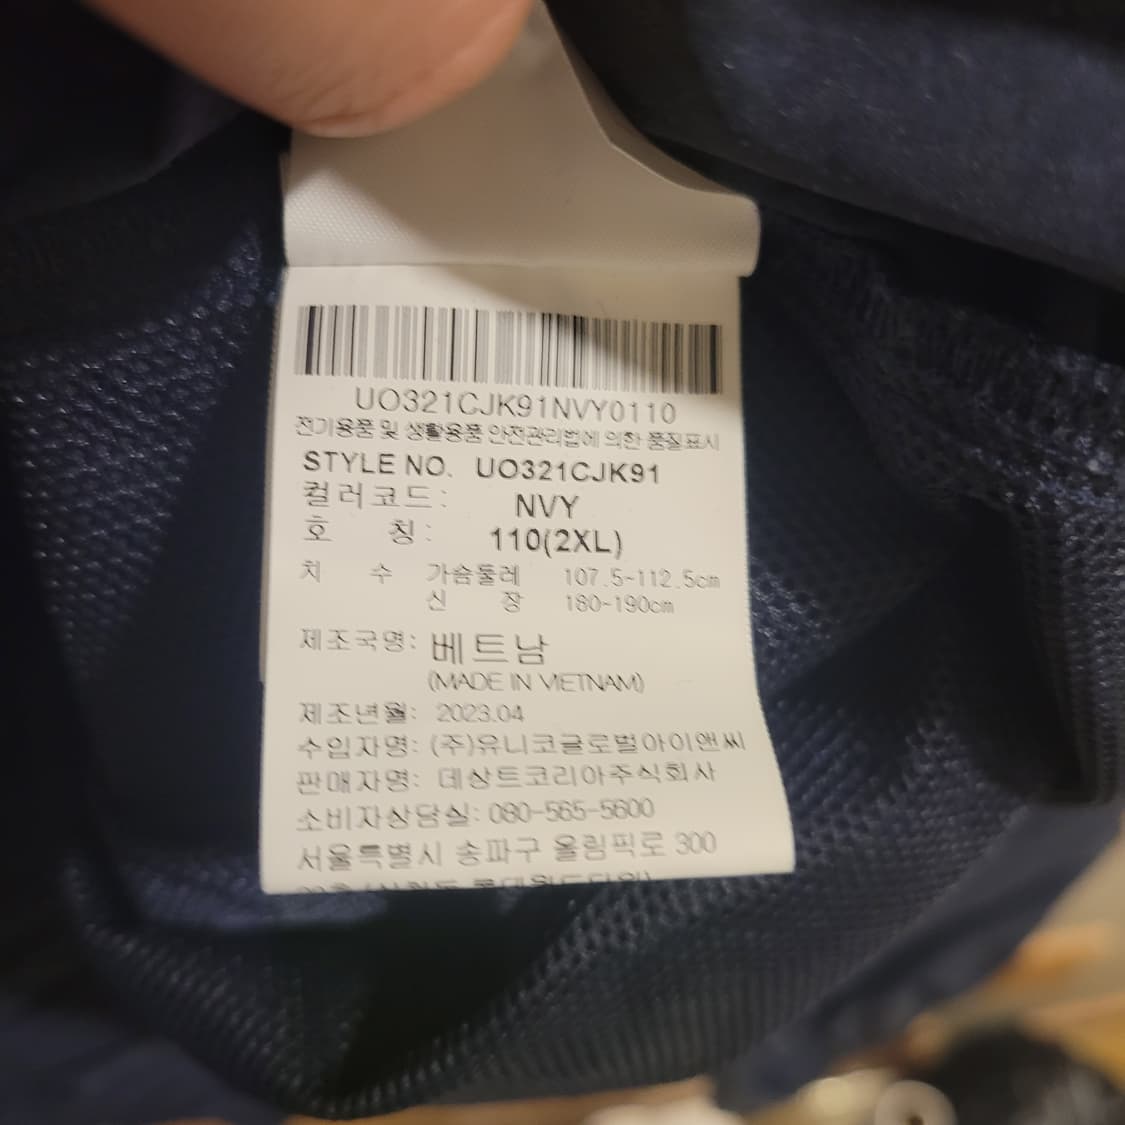 UO321CJK91NVY0110
전기용품 및 생활용품 안전관리법에 의한 품질표시
STYLE NO. UO321CJK91
컬러코드: NVY
호 칭: 110(2XL)
치 수 가슴둘레 107.5-112.5cm
신 장 180-190cm
제조국명: 베트남
(MADE IN VIETNAM)
제조년월: 2023.04
수입자명: (주)유니코글로벌아이앤씨
판매자명: 데상트코리아주식회사
소비자상담실: 080-565-5600
서울특별시 송파구 올림픽로 300